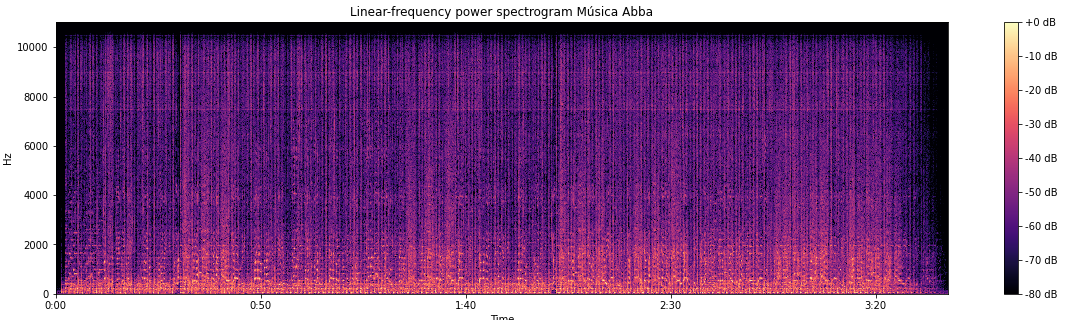 Linear-frequency power spectrogram Música Abba
10000
8000
6000
4000
2000
0
Hz
0:00
0:50
1:40
2:30
3:20
Time
+0 dB
-10 dB
-20 dB
-30 dB
-40 dB
-50 dB
-60 dB
-70 dB
-80 dB